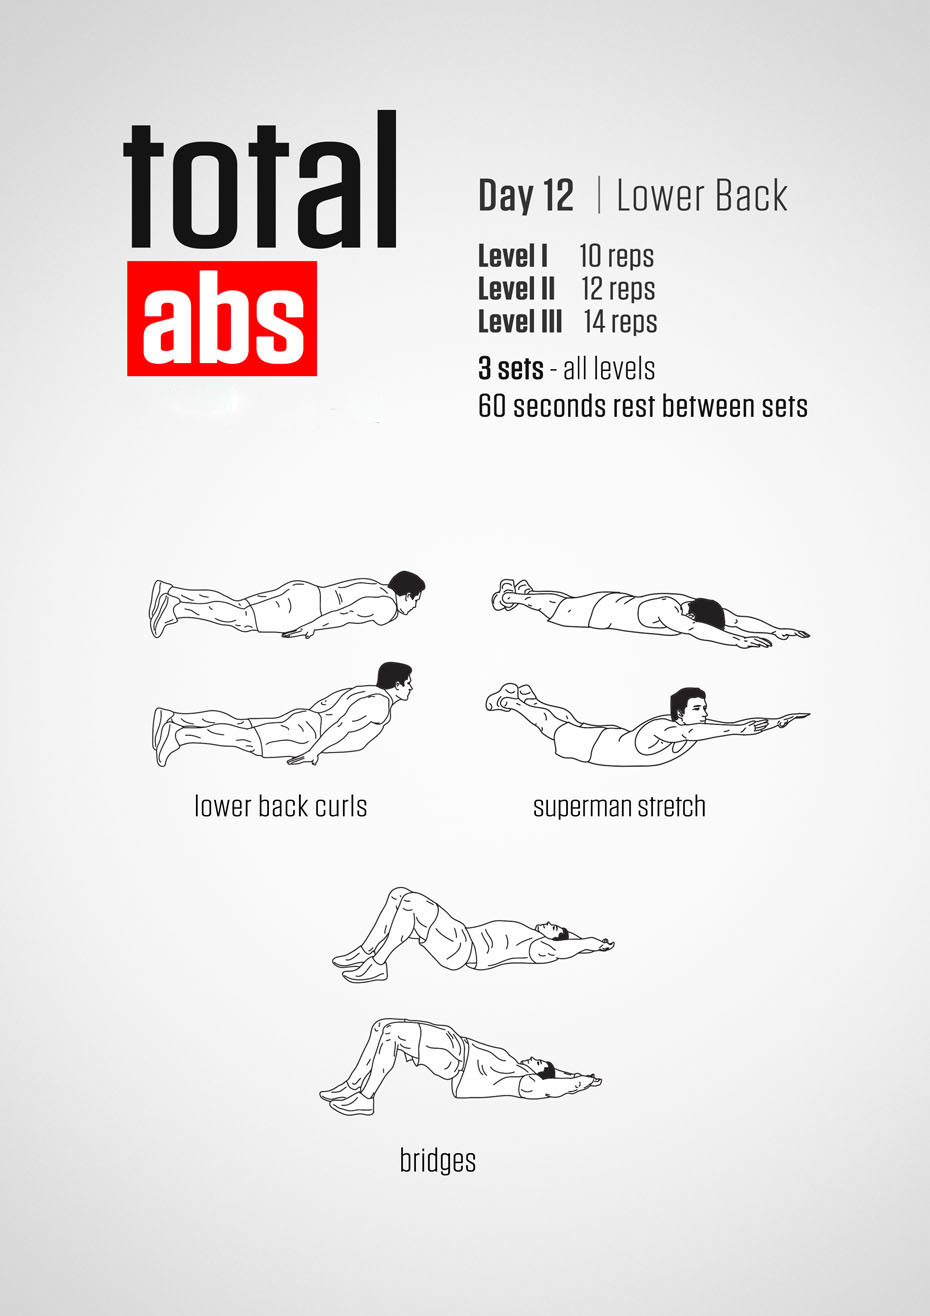 total
abs
Day 12 | Lower Back
Level I 10 reps
Level II 12 reps
Level III 14 reps
3 sets - all levels
60 seconds rest between sets
lower back curls
superman stretch
bridges